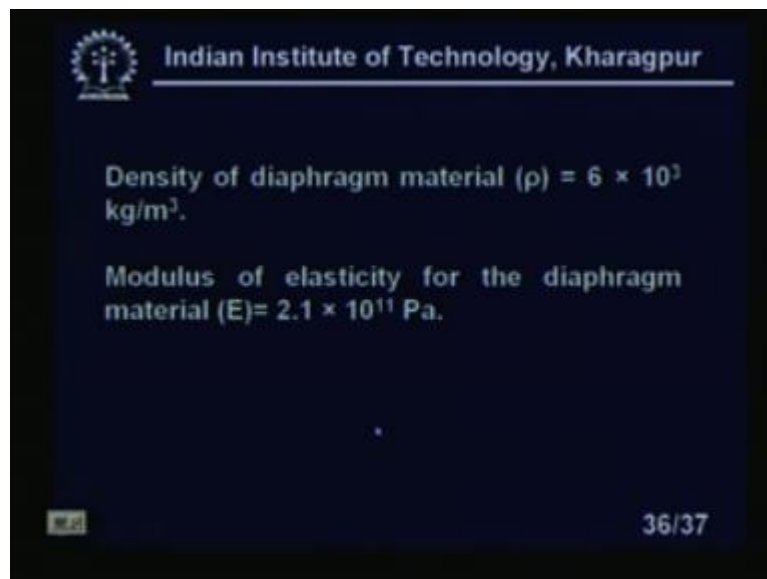 Indian Institute of Technology, Kharagpur
Density of diaphragm material (ρ) = 6 × 10³
kg/m³.
Modulus of elasticity for the diaphragm
material (E)= 2.1 × 10¹¹ Pa.
36/37